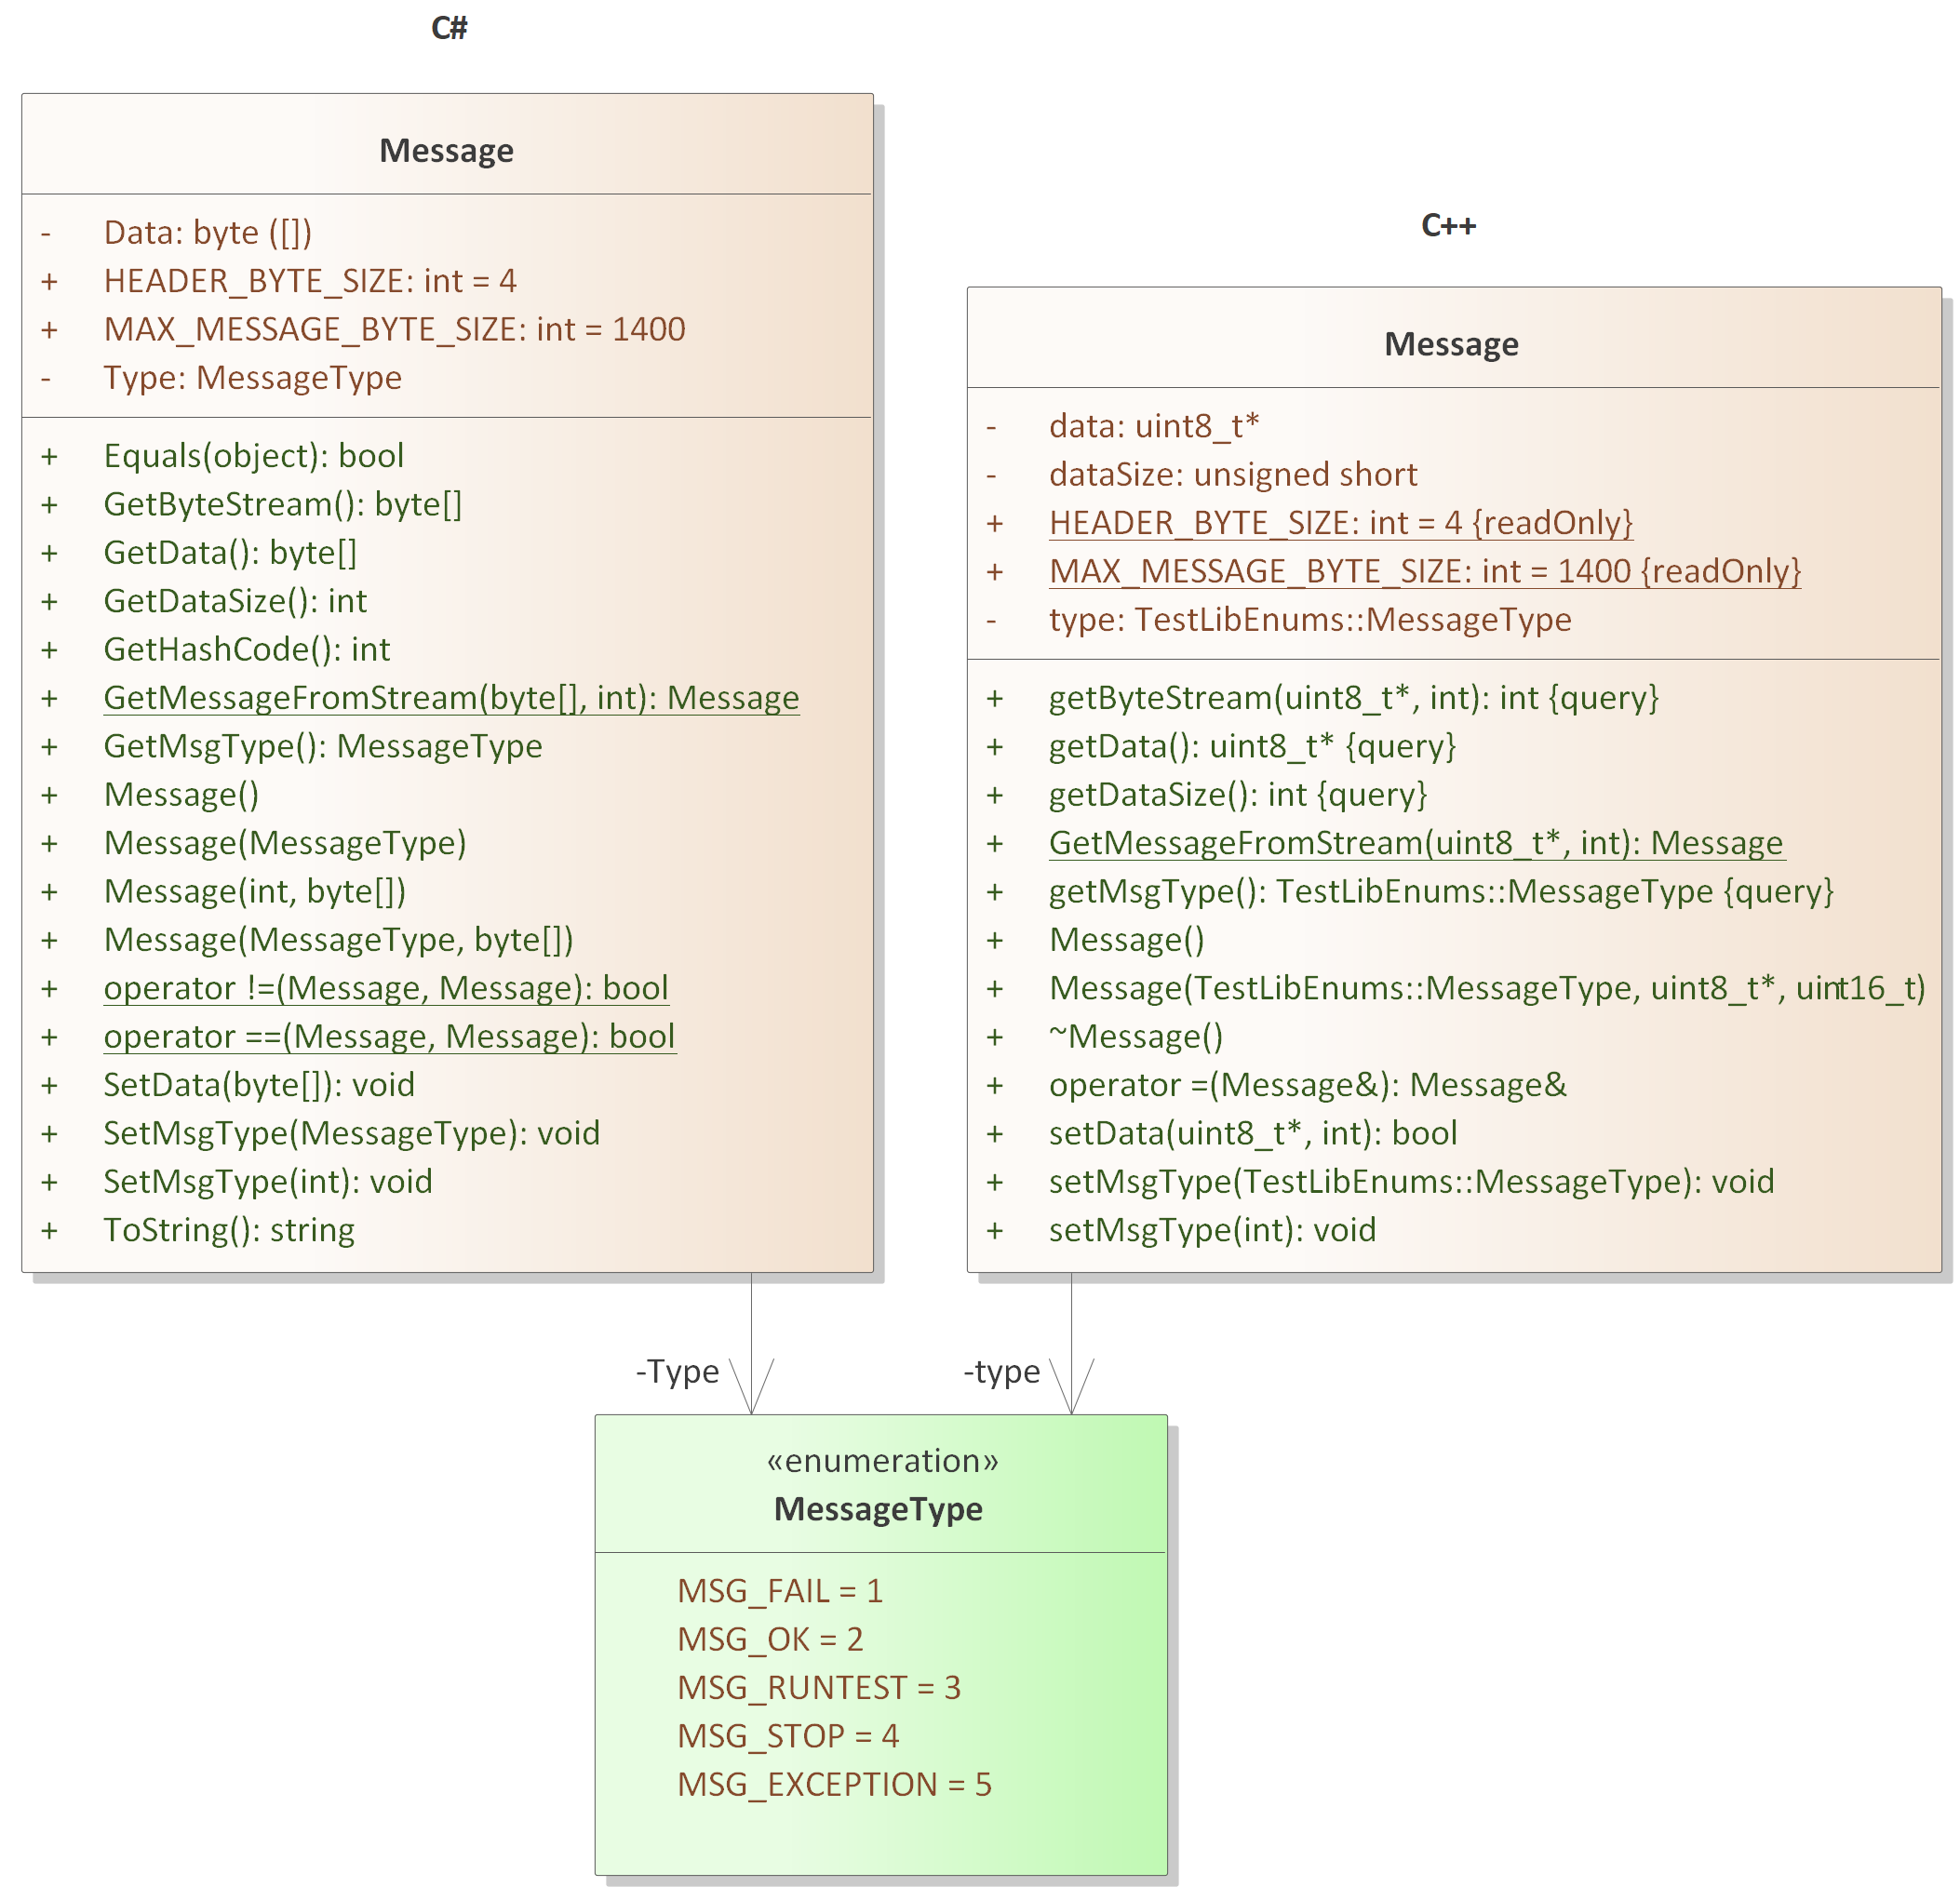 C#
Message
- Data: byte ([])
+ HEADER_BYTE_SIZE: int = 4
+ MAX_MESSAGE_BYTE_SIZE: int = 1400
- Type: MessageType
+ Equals(object): bool
+ GetByteStream(): byte[]
+ GetData(): byte[]
+ GetDataSize(): int
+ GetHashCode(): int
+ GetMessageFromStream(byte[], int): Message
+ GetMsgType(): MessageType
+ Message()
+ Message(MessageType)
+ Message(int, byte[])
+ Message(MessageType, byte[])
+ operator !=(Message, Message): bool
+ operator ==(Message, Message): bool
+ SetData(byte[]): void
+ SetMsgType(MessageType): void
+ SetMsgType(int): void
+ ToString(): string
C++
Message
- data: uint8_t*
- dataSize: unsigned short
+ HEADER_BYTE_SIZE: int = 4 {readOnly}
+ MAX_MESSAGE_BYTE_SIZE: int = 1400 {readOnly}
- type: TestLibEnums::MessageType
+ getByteStream(uint8_t*, int): int {query}
+ getData(): uint8_t* {query}
+ getDataSize(): int {query}
+ GetMessageFromStream(uint8_t*, int): Message
+ getMsgType(): TestLibEnums::MessageType {query}
+ Message()
+ Message(TestLibEnums::MessageType, uint8_t*, uint16_t)
+ ~Message()
+ operator =(Message&): Message&
+ setData(uint8_t*, int): bool
+ setMsgType(TestLibEnums::MessageType): void
+ setMsgType(int): void
-Type
-type
«enumeration»
MessageType
MSG_FAIL = 1
MSG_OK = 2
MSG_RUNTEST = 3
MSG_STOP = 4
MSG_EXCEPTION = 5